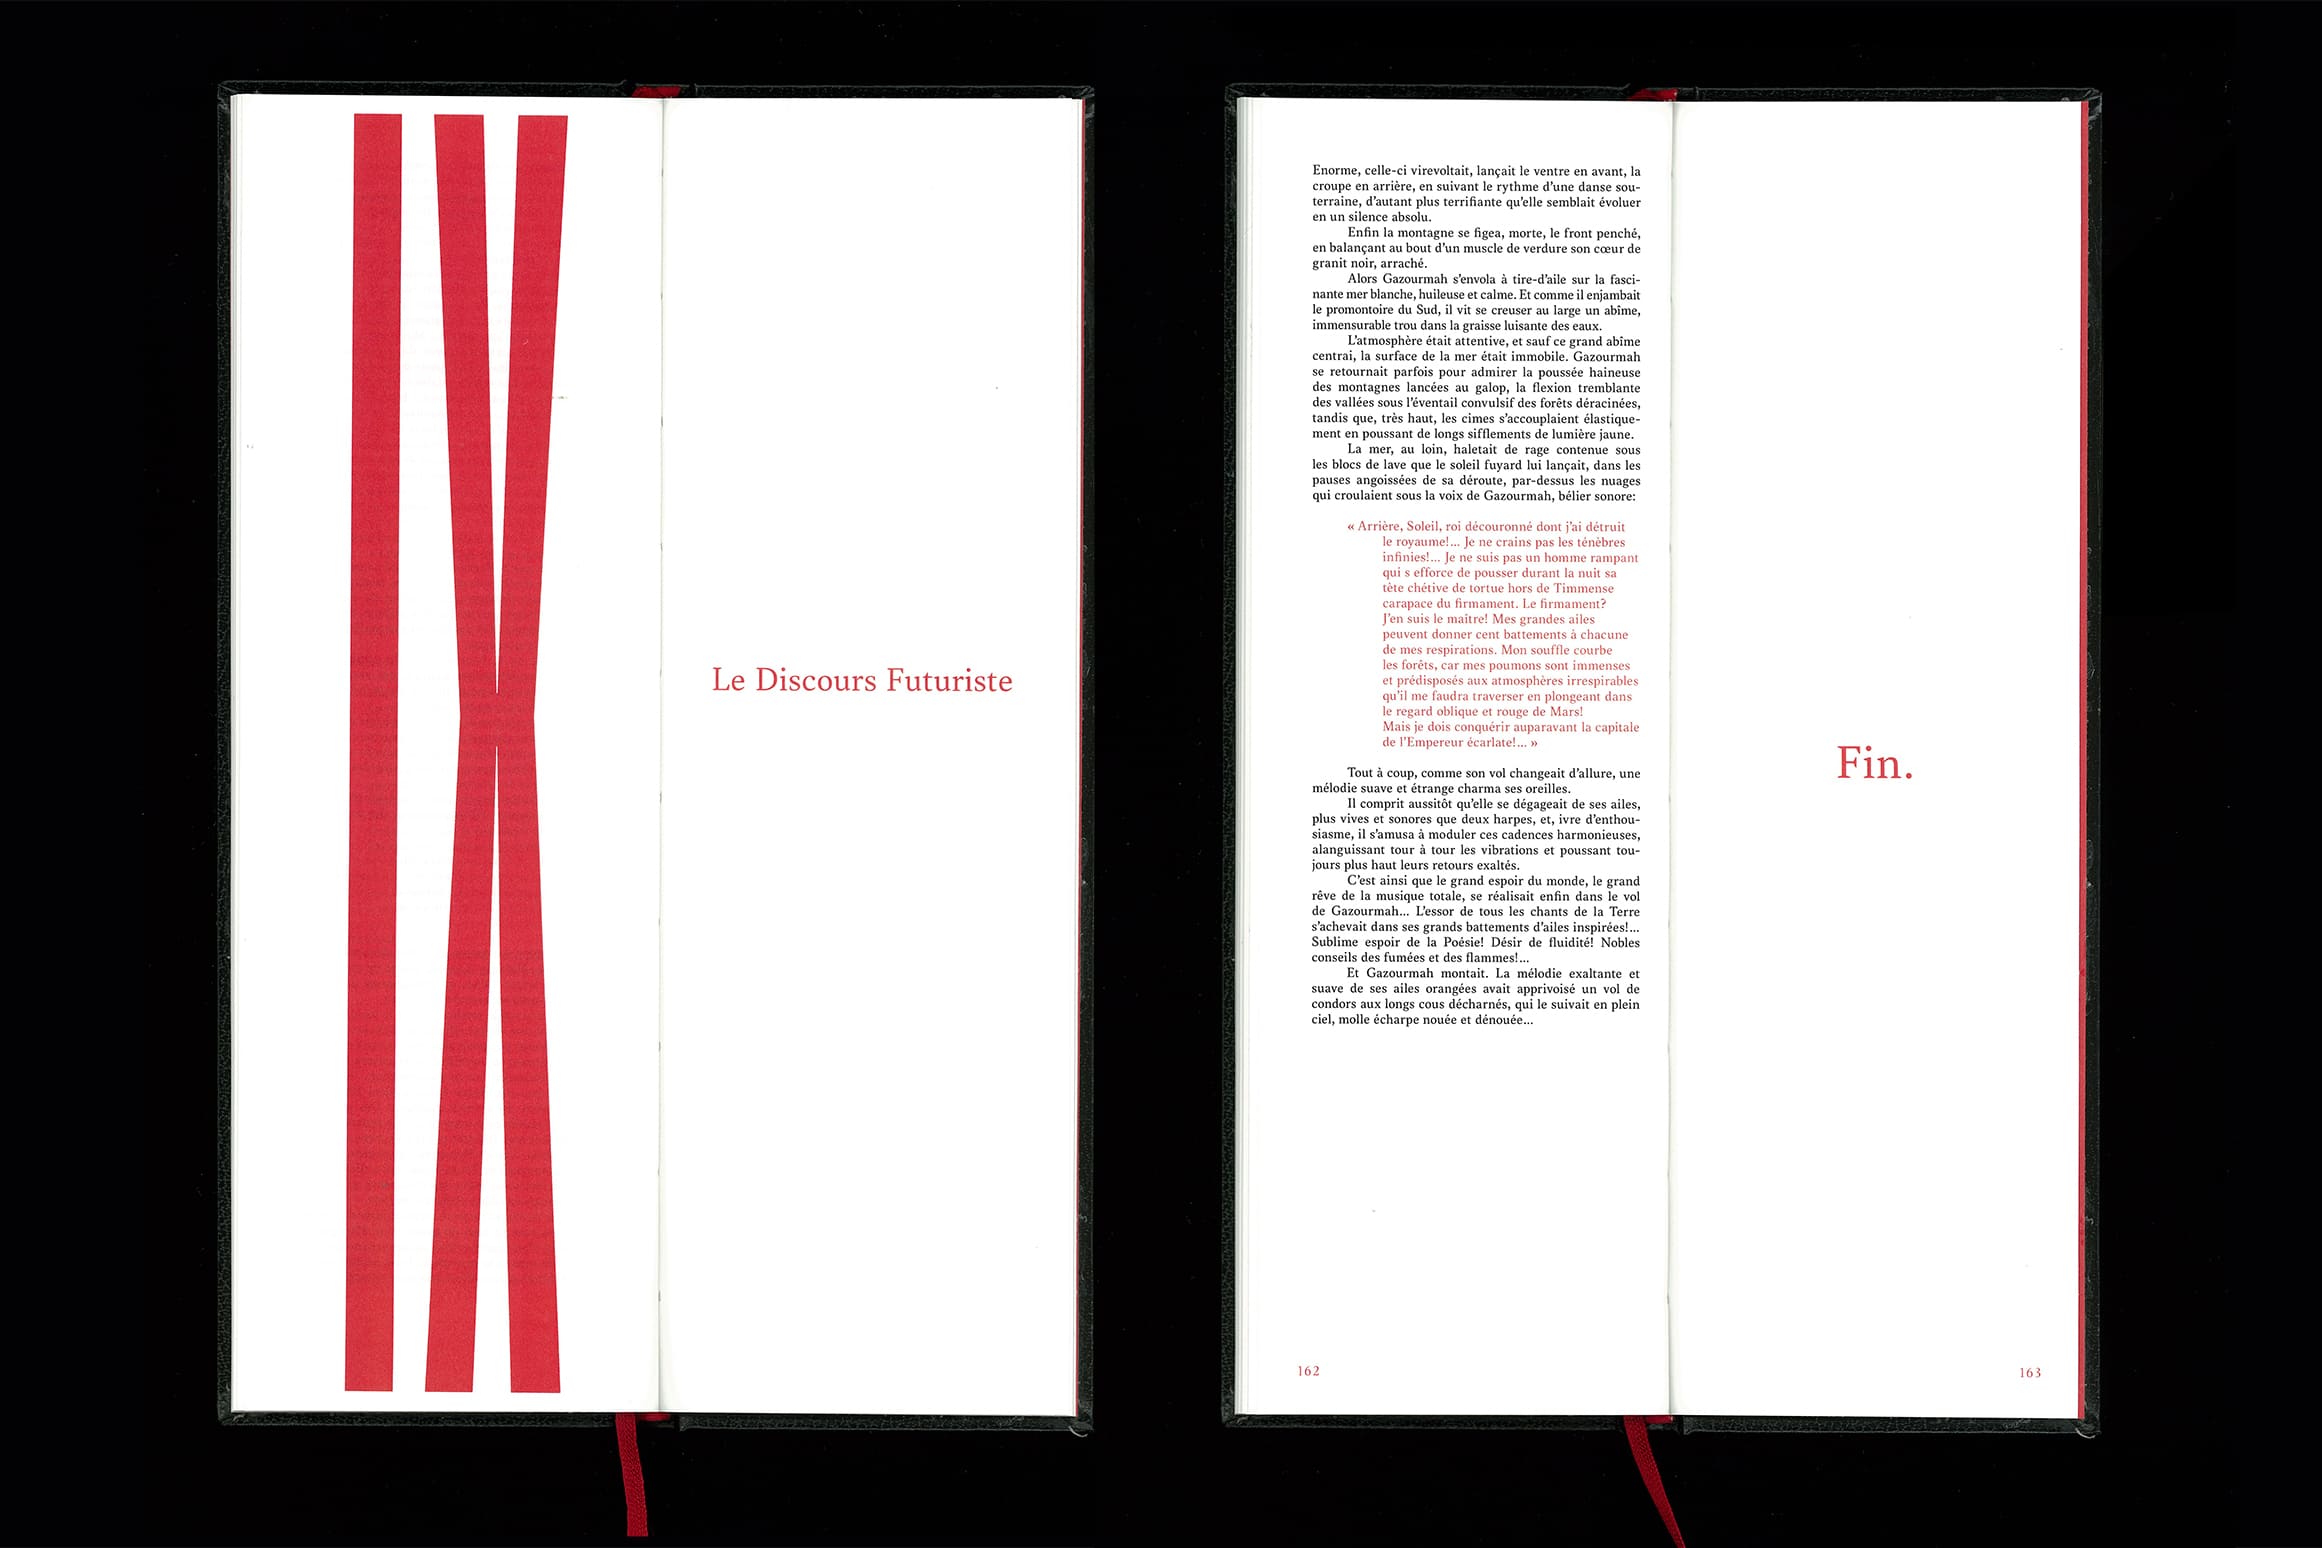 IX
Le Discours Futuriste
Enorme, celle-ci virevoltait, lançait le ventre en avant, la
croupe en arrière, en suivant le rythme d'une danse sou-
terraine, d'autant plus terrifiante qu'elle semblait évoluer
en un silence absolu.
Enfin la montagne se figea, morte, le front penché,
en balançant au bout d'un muscle de verdure son cœur de
granit noir, arraché.
Alors Gazourmah s'envola à tire-d'aile sur la fasci-
nante mer blanche, huileuse et calme. Et comme il enjambait
le promontoire du Sud, il vit se creuser au large un abîme,
immensurable trou dans la graisse luisante des eaux.
L'atmosphère était attentive, et sauf ce grand abîme
centrai, la surface de la mer était immobile. Gazourmah
se retournait parfois pour admirer la poussée haineuse
des montagnes lancées au galop, la flexion tremblante
des vallées sous l'éventail convulsif des forêts déracinées,
tandis que, très haut, les cimes s'accouplaient élastique-
ment en poussant de longs sifflements de lumière jaune.
La mer, au loin, haletait de rage contenue sous
les blocs de lave que le soleil fuyard lui lançait, dans les
pauses angoissées de sa déroute, par-dessus les nuages
qui croulaient sous la voix de Gazourmah, bélier sonore:
« Arrière, Soleil, roi découronné dont j'ai détruit
le royaume!... Je ne crains pas les ténèbres
infinies!... Je ne suis pas un homme rampant
qui s efforce de pousser durant la nuit sa
tête chétive de tortue hors de Timmense
carapace du firmament. Le firmament?
J'en suis le maître! Mes grandes ailes
peuvent donner cent battements à chacune
de mes respirations. Mon souffle courbe
les forêts, car mes poumons sont immenses
et prédisposés aux atmosphères irrespirables
qu'il me faudra traverser en plongeant dans
le regard oblique et rouge de Mars!
Mais je dois conquérir auparavant la capitale
de l'Empereur écarlate!... »
Tout à coup, comme son vol changeait d'allure, une
mélodie suave et étrange charma ses oreilles.
Il comprit aussitôt qu'elle se dégageait de ses ailes,
plus vives et sonores que deux harpes, et, ivre d'enthou-
siasme, il s'amusa à moduler ces cadences harmonieuses,
alanguissant tour à tour les vibrations et poussant tou-
jours plus haut leurs retours exaltés.
C'est ainsi que le grand espoir du monde, le grand
rêve de la musique totale, se réalisait enfin dans le vol
de Gazourmah... L'essor de tous les chants de la Terre
s'achevait dans ses grands battements d'ailes inspirées!...
Sublime espoir de la Poésie! Désir de fluidité! Nobles
conseils des fumées et des flammes!...
Et Gazourmah montait. La mélodie exaltante et
suave de ses ailes orangées avait apprivoisé un vol de
condors aux longs cous décharnés, qui le suivait en plein
ciel, molle écharpe nouée et dénouée...
162
Fin.
163